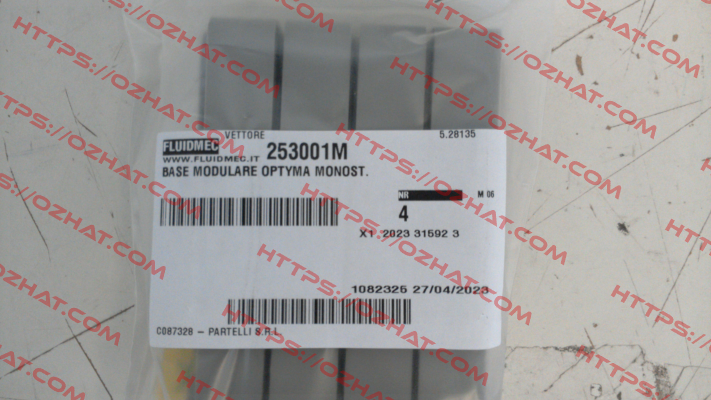 VETTORE 5.28135
FLUIDMEC 253001M
WWW.FLUIDMEC.IT
BASE MODULARE OPTYMA MONOST.
NR M 06
4
X1 2023 31592 3
1082326 27/04/2023
C087328 - PARTELLI S.R.L.
HTTPS://OZHAT.COM